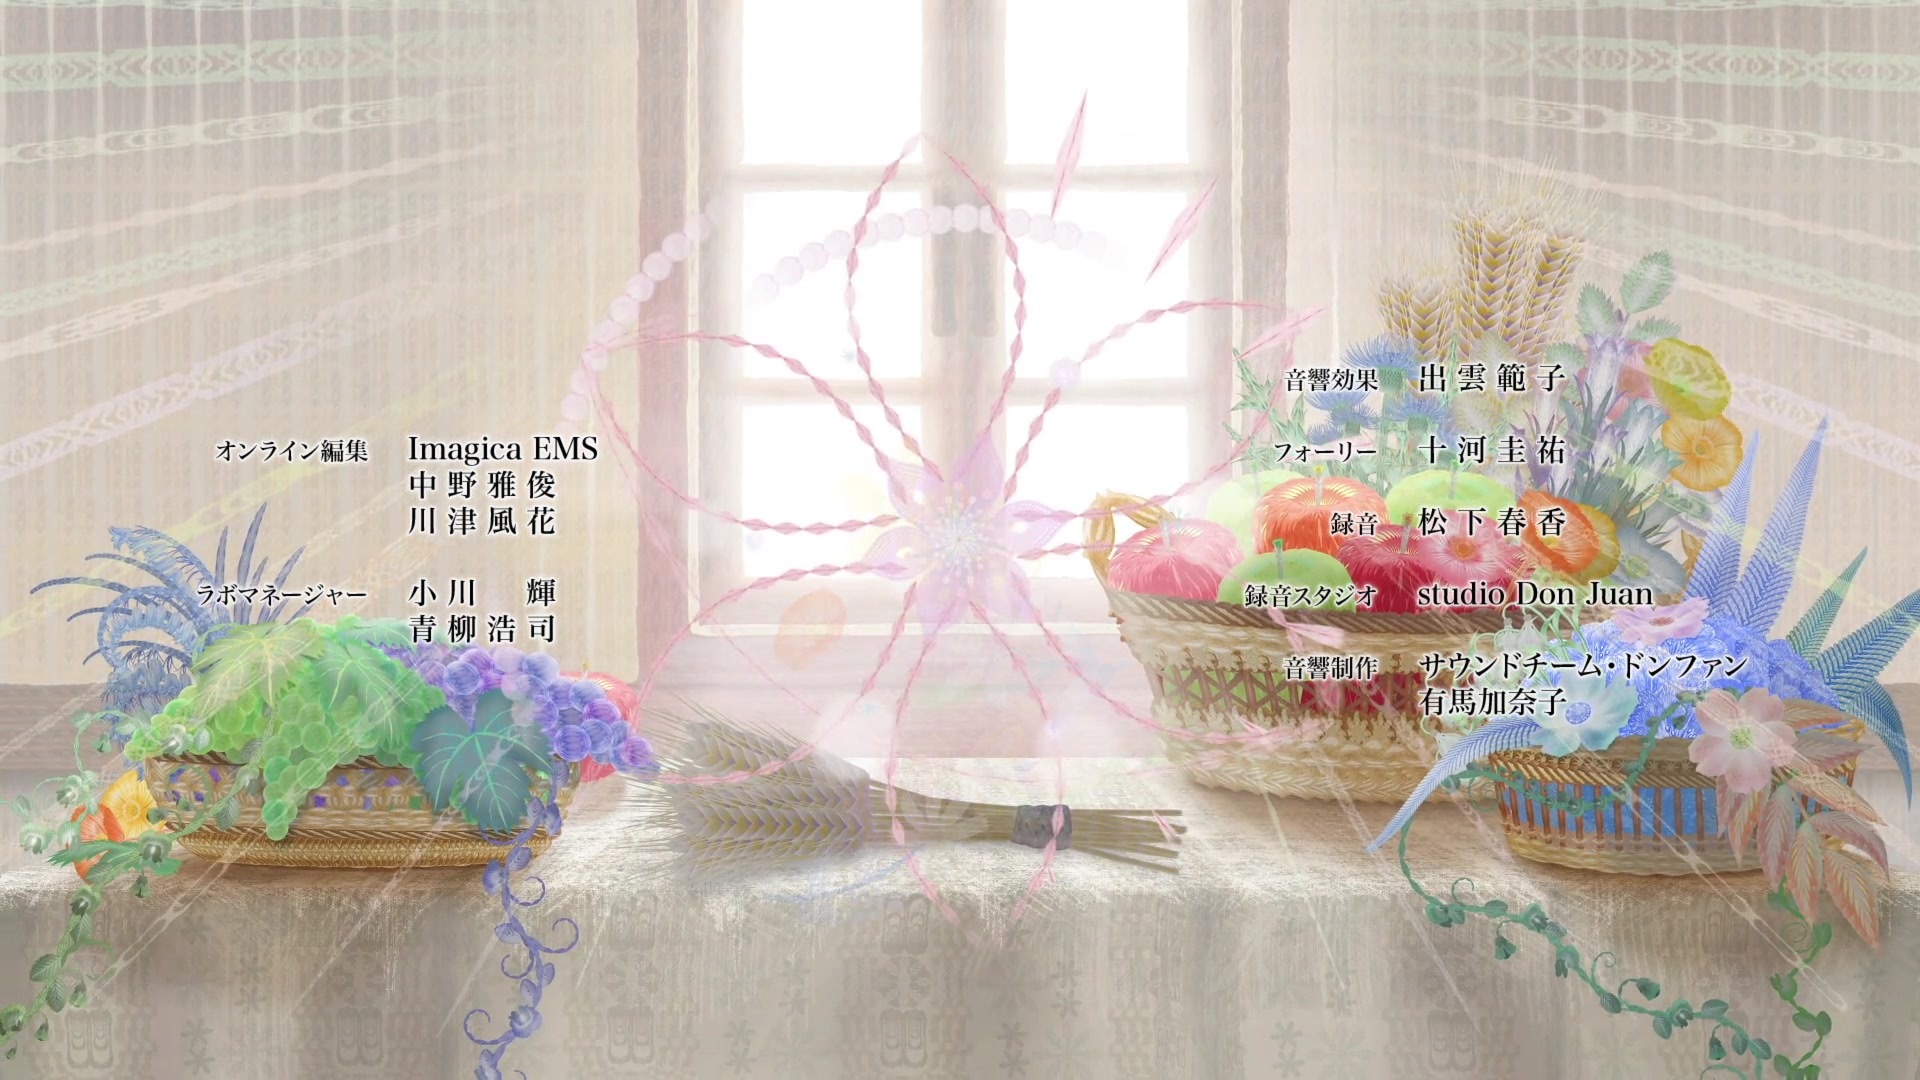 オンライン編集 Imagica EMS
中野雅俊
川津風花
ラボマネージャー 小川 輝
青柳浩司
音響効果 出雲範子
フォーリー 十河圭祐
録音 松下春香
録音スタジオ studio Don Juan
音響制作 サウンドチーム・ドンファン
有馬加奈子